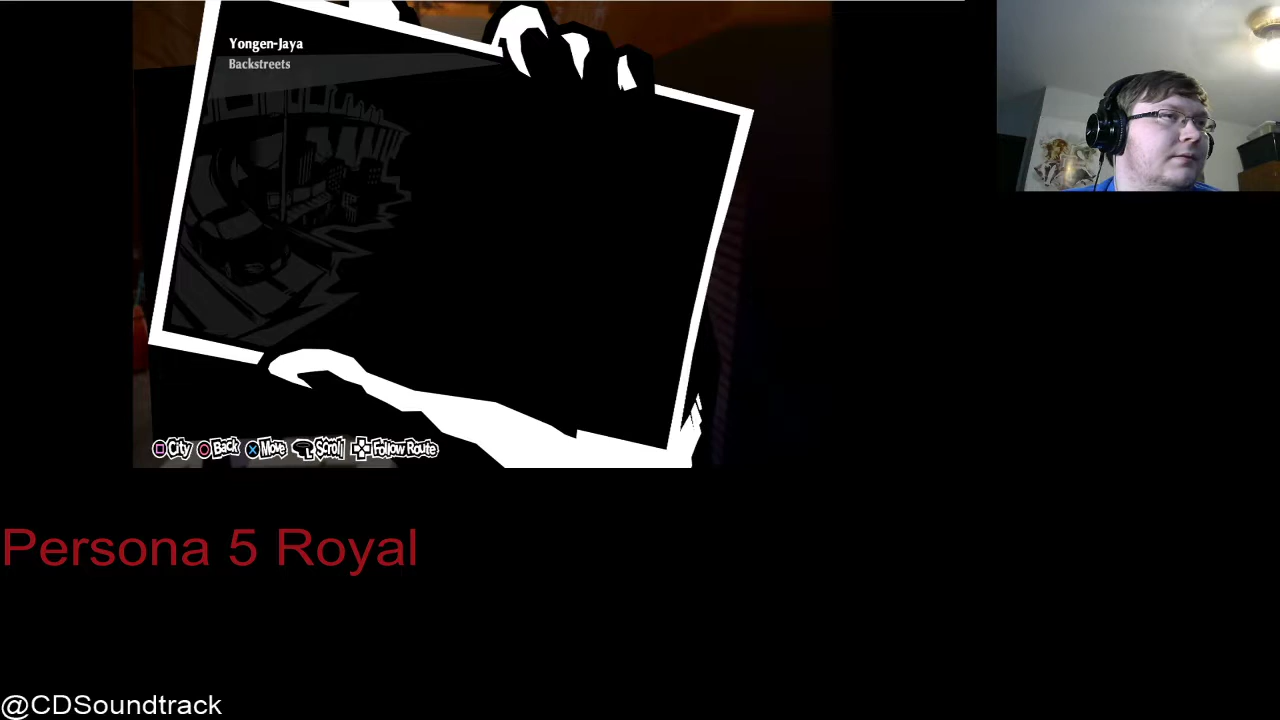 Yongen-Jaya
Backstreets
City Back Move L Scroll Follow Route
Persona 5 Royal
@CDSoundtrack